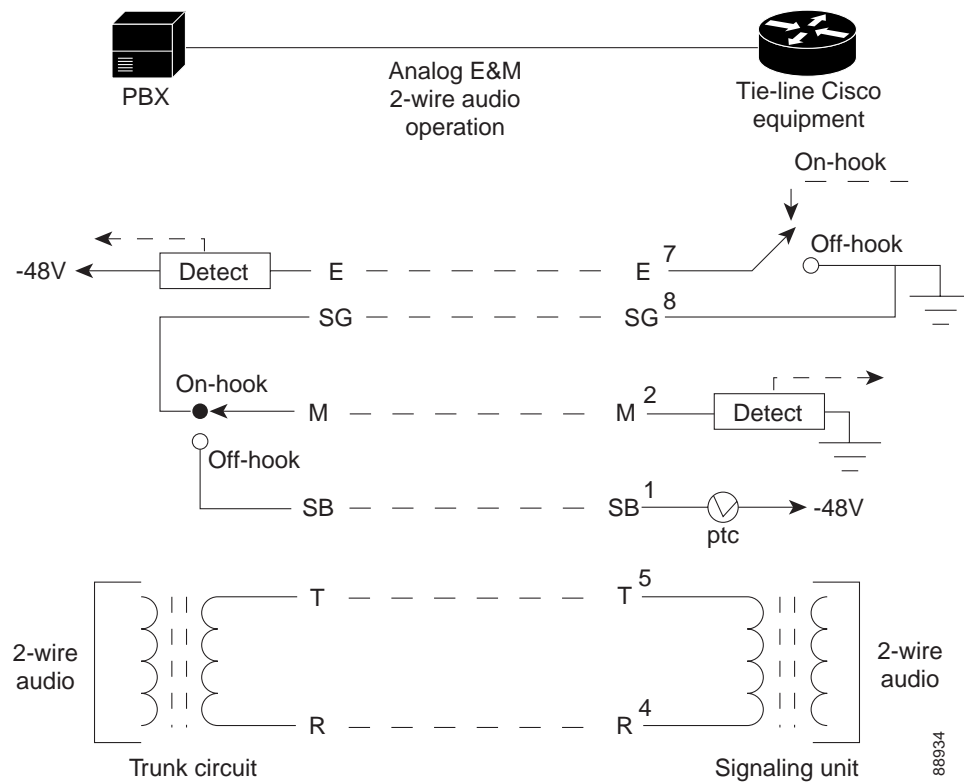 PBX
Analog E&M
2-wire audio
operation
Tie-line Cisco
equipment
On-hook
Off-hook
-48V
Detect
E
E
7
SG
SG
8
On-hook
M
M
2
Detect
Off-hook
SB
SB
1
ptc
-48V
T
T
5
2-wire
audio
2-wire
audio
R
R
4
Trunk circuit
Signaling unit
88934